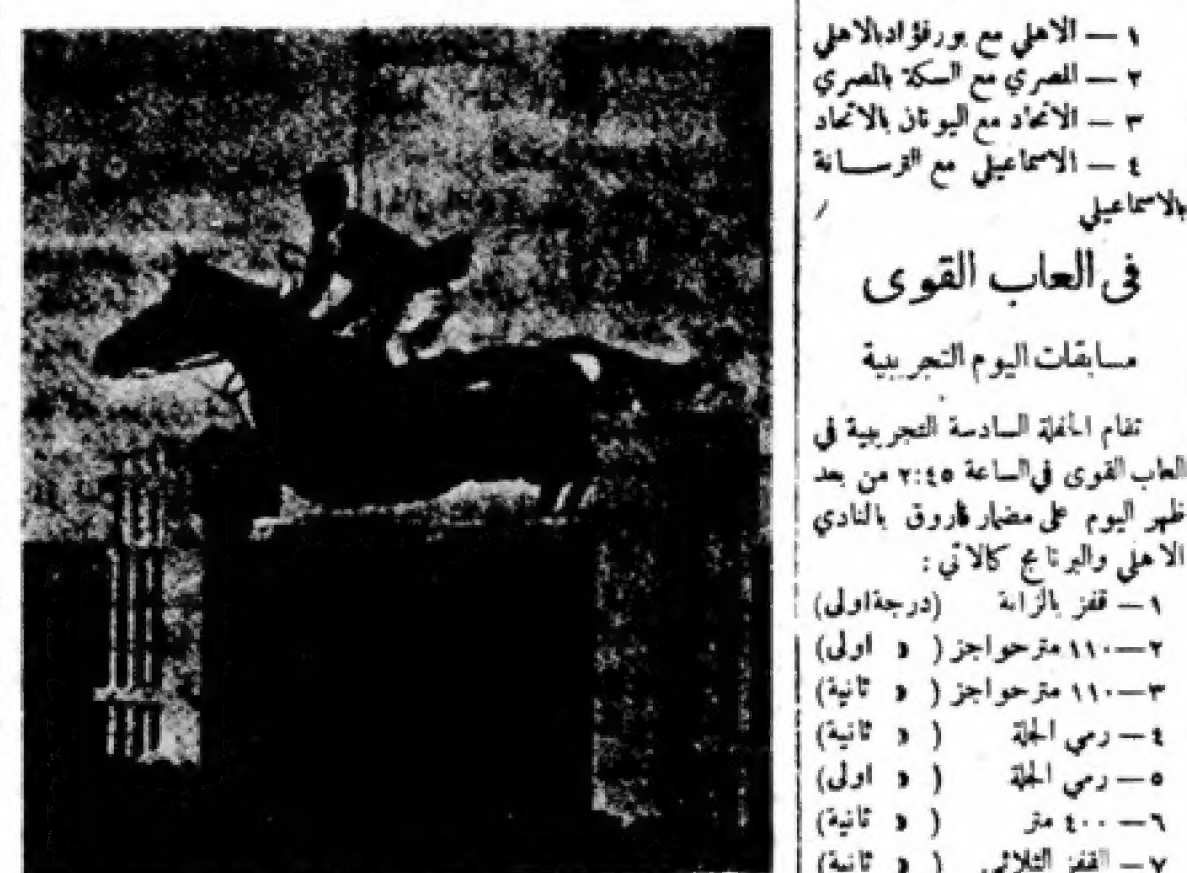 ١ — الاهلي مع بورفؤاد بالاهلي
٢ — المصري مع السكة بالمصري
٣ — الاتحاد مع اليونان بالاتحاد
٤ — الاسماعيلي مع الترسانة
بالاسماعيلي
فى العاب القوى
مسابقات اليوم التجريبية
تقام الحفلة السادسة التجريبية في
العاب القوى في الساعة ٢:٤٥ من بعد
ظهر اليوم على مضمار فاروق بالنادي
الاهلي والبرنامج كالاتي :
١ — قفز بالزانة (درجة اولى)
٢—١١٠ متر حواجز ( « اولى)
٣—١١٠ متر حواجز ( « ثانية)
٤ — رمي الجلة ( « ثانية)
٥ — رمي الجلة ( « اولى)
٦— ٤٠٠ متر ( « ثانية)
٧ — القفز الثلاثي ( « ثانية)